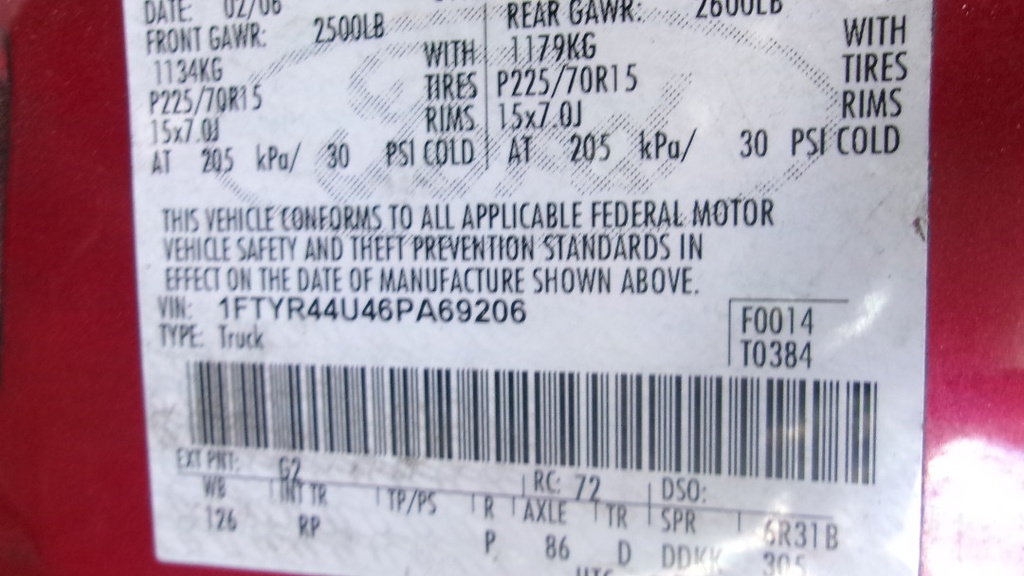 DATE: 02/06 REAR GAWR: 2600LB
FRONT GAWR: 2500LB
1134KG WITH 1179KG WITH
P225/70R15 TIRES P225/70R15 TIRES
15x7.0J RIMS 15x7.0J RIMS
AT 205 kPa/ 30 PSI COLD AT 205 kPa/ 30 PSI COLD
THIS VEHICLE CONFORMS TO ALL APPLICABLE FEDERAL MOTOR
VEHICLE SAFETY AND THEFT PREVENTION STANDARDS IN
EFFECT ON THE DATE OF MANUFACTURE SHOWN ABOVE.
VIN: 1FTYR44U46PA69206
TYPE: Truck
F0014
T0384
EXT PNT: G2 RC: 72 DSO:
WB INT TR TP/PS R AXLE TR SPR 6R31B
126 RP P 86 D DDKK 305